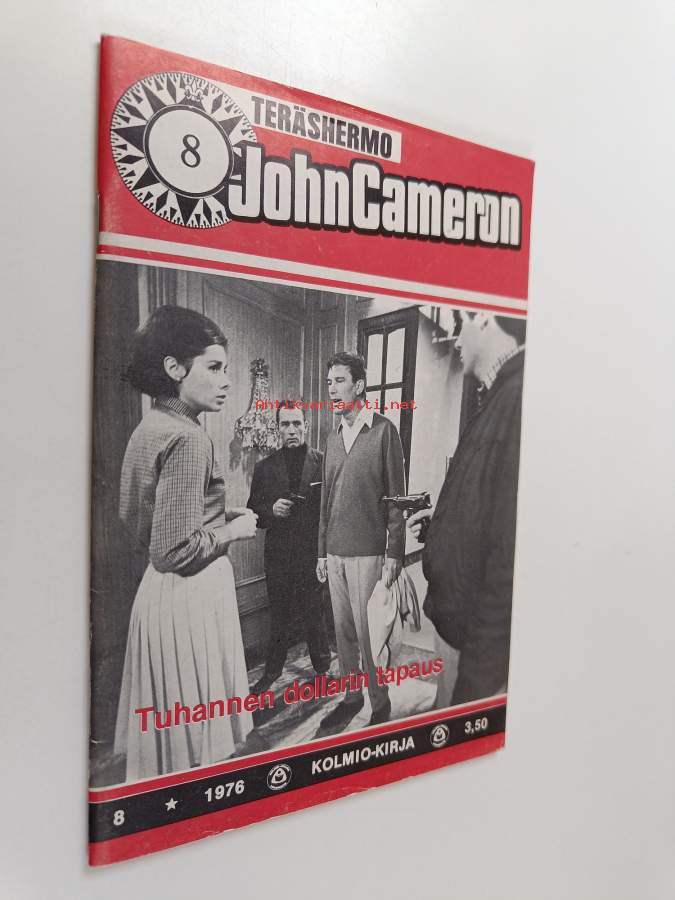 TERÄSHERMO
8
JohnCameron
Antikvariaatti.net
Tuhannen dollarin tapaus
8 ★ 1976 KOLMIO-KIRJA 3,50